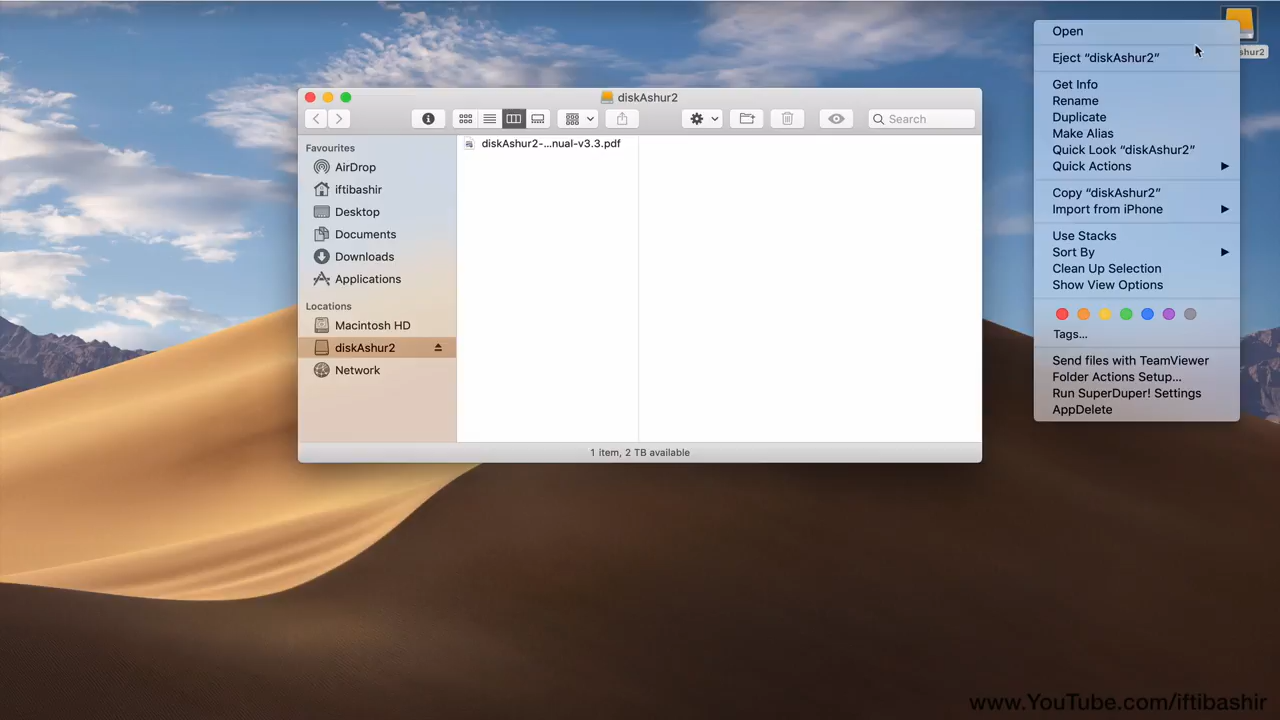 diskAshur2
Search
Favourites
AirDrop
iftibashir
Desktop
Documents
Downloads
Applications
Locations
Macintosh HD
diskAshur2
Network
diskAshur2-...nual-v3.3.pdf
1 item, 2 TB available
Open
Eject “diskAshur2”
Get Info
Rename
Duplicate
Make Alias
Quick Look “diskAshur2”
Quick Actions
Copy “diskAshur2”
Import from iPhone
Use Stacks
Sort By
Clean Up Selection
Show View Options
Tags...
Send files with TeamViewer
Folder Actions Setup...
Run SuperDuper! Settings
AppDelete
shur2
www.YouTube.com/iftibashir